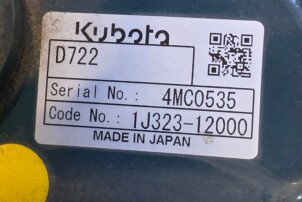 Kubota
D722
Serial No.: 4MC0535
Code No.: 1J323-12000
MADE IN JAPAN